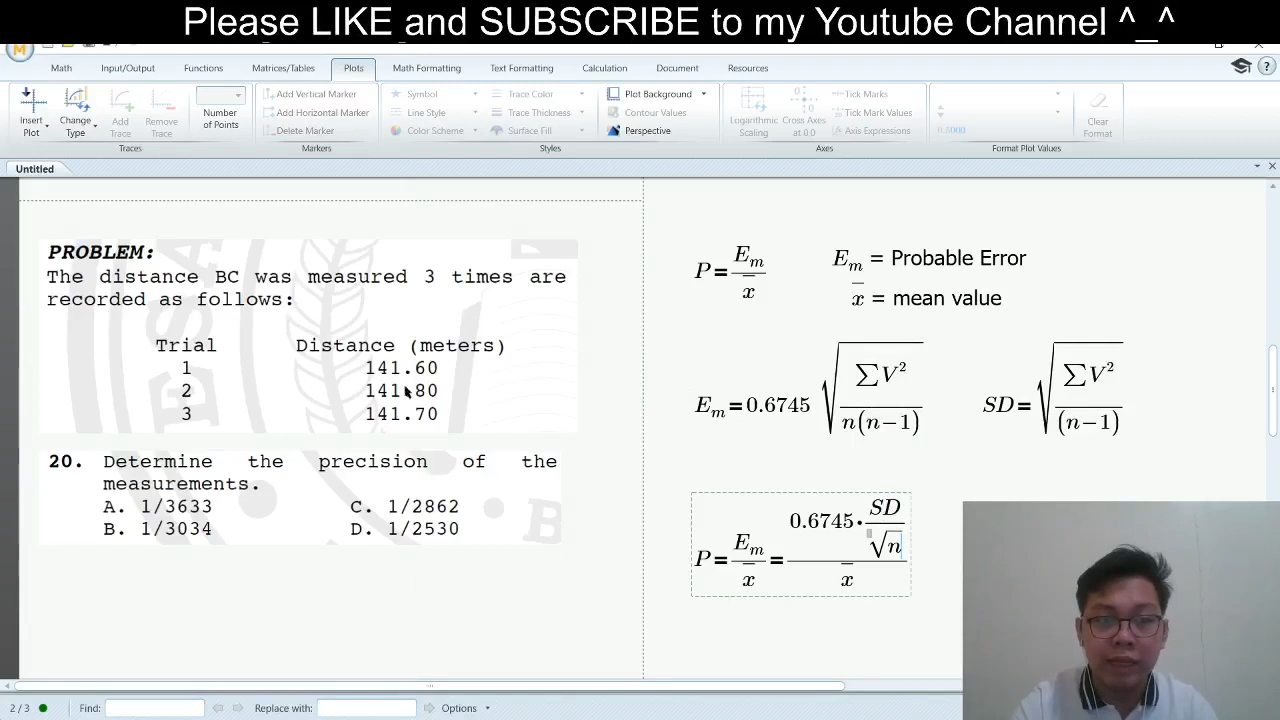 Please LIKE and SUBSCRIBE to my Youtube Channel ^_^
Math Input/Output Functions Matrices/Tables Plots Math Formatting Text Formatting Calculation Document Resources
Insert Plot Change Type Add Trace Remove Trace Number of Points
Traces
Add Vertical Marker
Add Horizontal Marker
Delete Marker
Markers
Symbol Trace Color Plot Background
Line Style Trace Thickness Contour Values
Color Scheme Surface Fill Perspective
Styles
Logarithmic Scaling Cross Axes at 0.0
Tick Marks
Tick Mark Values
Axis Expressions
Axes
0.5000
Clear Format
Format Plot Values
Untitled
PROBLEM:
The distance BC was measured 3 times are
recorded as follows:
Trial Distance (meters)
1 141.60
2 141.80
3 141.70
20. Determine the precision of the
measurements.
A. 1/3633 C. 1/2862
B. 1/3034 D. 1/2530
P = E_m / x̄
E_m = Probable Error
x̄ = mean value
E_m = 0.6745 √(∑V² / n(n−1))
SD = √(∑V² / (n−1))
P = E_m / x̄ = 0.6745 · SD / √n / x̄
2 / 3 Find: Replace with: Options